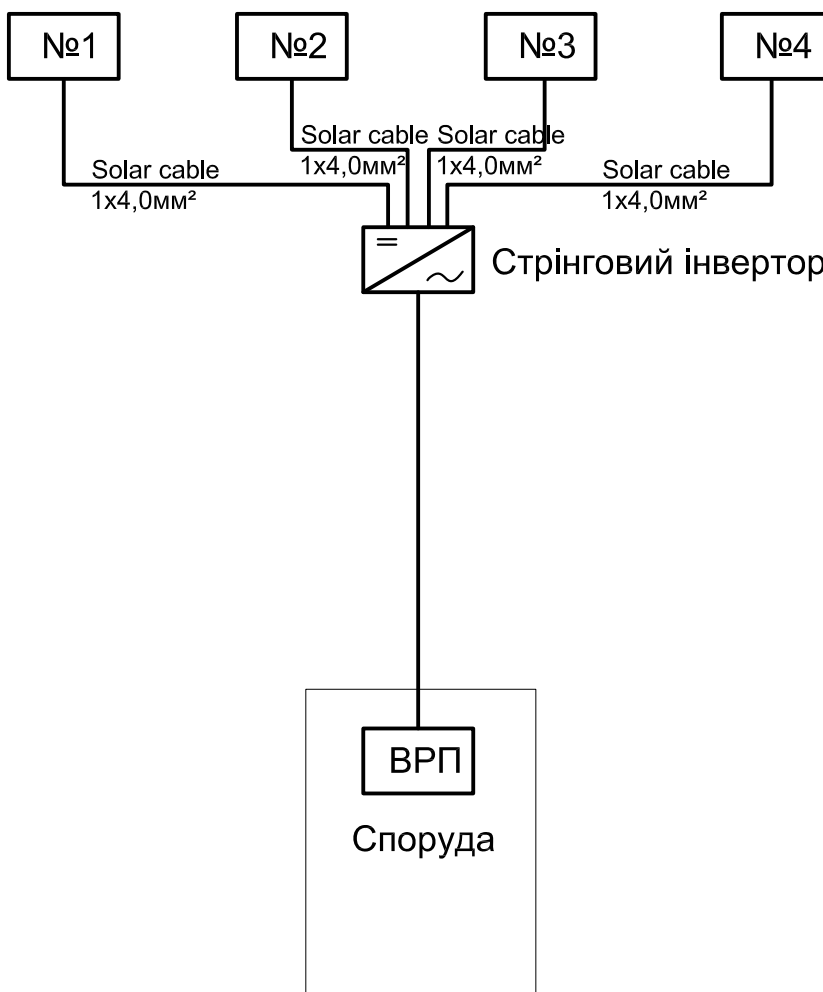 №1
№2
№3
№4
Solar cable
1x4,0мм²
Solar cable
1x4,0мм²
Solar cable
1x4,0мм²
Solar cable
1x4,0мм²
Стрінговий інвертор
ВРП
Споруда